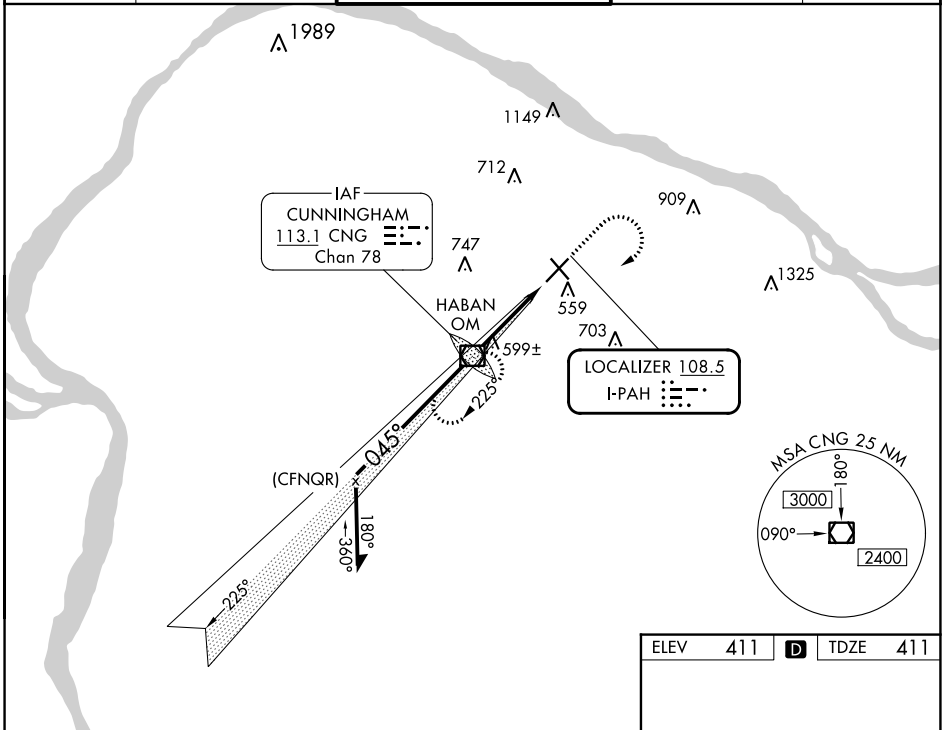 1989
1149
712
909
IAF
CUNNINGHAM
113.1 CNG
Chan 78
747
1325
HABAN
OM
559
703
599±
LOCALIZER 108.5
I-PAH
225°
045°
(CFNQR)
180°
360°
225°
MSA CNG 25 NM
180°
3000
090°
2400
ELEV 411 D TDZE 411